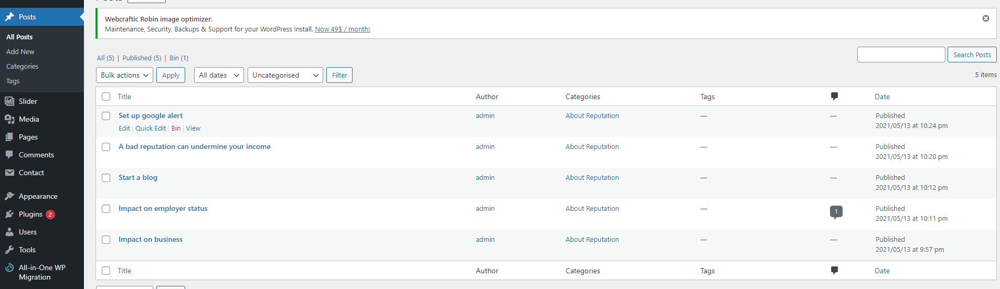 Posts
All Posts
Add New
Categories
Tags
Slider
Media
Pages
Comments
Contact
Appearance
Plugins 2
Users
Tools
All-in-One WP
Migration
Posts
Webcraftic Robin image optimizer:
Maintenance, Security, Backups & Support for your WordPress Install. Now 49$ / month!
All (5) | Published (5) | Bin (1)
Search Posts
Bulk actions Apply All dates Uncategorised Filter
5 items
Title Author Categories Tags Date
Set up google alert admin About Reputation — — Published
Edit | Quick Edit | Bin | View 2021/05/13 at 10:24 pm
A bad reputation can undermine your income admin About Reputation — — Published
2021/05/13 at 10:20 pm
Start a blog admin About Reputation — — Published
2021/05/13 at 10:12 pm
Impact on employer status admin About Reputation — 1 Published
2021/05/13 at 10:11 pm
Impact on business admin About Reputation — — Published
2021/05/13 at 9:57 pm
Title Author Categories Tags Date